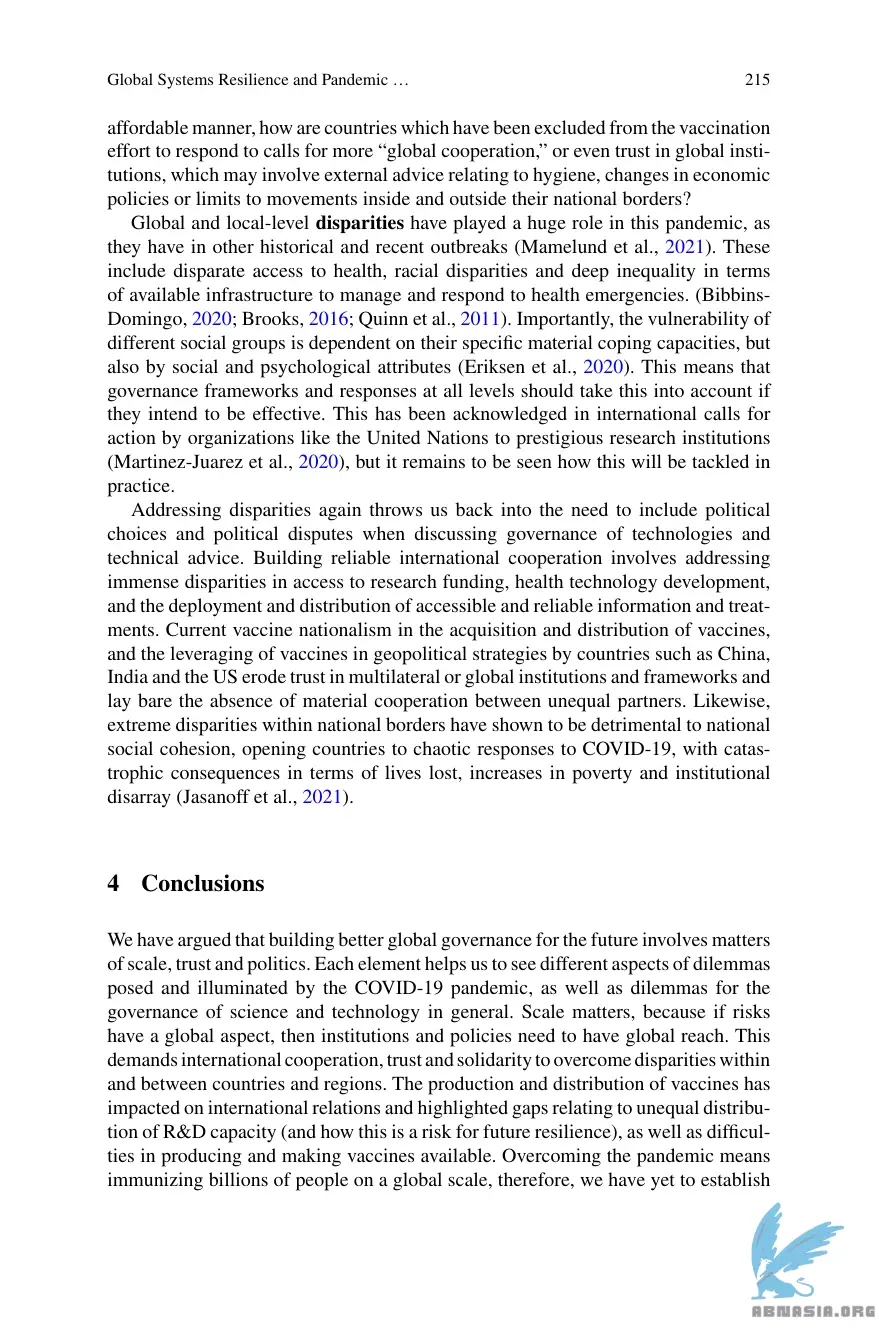 Global Systems Resilience and Pandemic …
215
affordable manner, how are countries which have been excluded from the vaccination
effort to respond to calls for more “global cooperation,” or even trust in global insti-
tutions, which may involve external advice relating to hygiene, changes in economic
policies or limits to movements inside and outside their national borders?
Global and local-level disparities have played a huge role in this pandemic, as
they have in other historical and recent outbreaks (Mamelund et al., 2021). These
include disparate access to health, racial disparities and deep inequality in terms
of available infrastructure to manage and respond to health emergencies. (Bibbins-
Domingo, 2020; Brooks, 2016; Quinn et al., 2011). Importantly, the vulnerability of
different social groups is dependent on their specific material coping capacities, but
also by social and psychological attributes (Eriksen et al., 2020). This means that
governance frameworks and responses at all levels should take this into account if
they intend to be effective. This has been acknowledged in international calls for
action by organizations like the United Nations to prestigious research institutions
(Martinez-Juarez et al., 2020), but it remains to be seen how this will be tackled in
practice.
Addressing disparities again throws us back into the need to include political
choices and political disputes when discussing governance of technologies and
technical advice. Building reliable international cooperation involves addressing
immense disparities in access to research funding, health technology development,
and the deployment and distribution of accessible and reliable information and treat-
ments. Current vaccine nationalism in the acquisition and distribution of vaccines,
and the leveraging of vaccines in geopolitical strategies by countries such as China,
India and the US erode trust in multilateral or global institutions and frameworks and
lay bare the absence of material cooperation between unequal partners. Likewise,
extreme disparities within national borders have shown to be detrimental to national
social cohesion, opening countries to chaotic responses to COVID-19, with catas-
trophic consequences in terms of lives lost, increases in poverty and institutional
disarray (Jasanoff et al., 2021).
4 Conclusions
We have argued that building better global governance for the future involves matters
of scale, trust and politics. Each element helps us to see different aspects of dilemmas
posed and illuminated by the COVID-19 pandemic, as well as dilemmas for the
governance of science and technology in general. Scale matters, because if risks
have a global aspect, then institutions and policies need to have global reach. This
demands international cooperation, trust and solidarity to overcome disparities within
and between countries and regions. The production and distribution of vaccines has
impacted on international relations and highlighted gaps relating to unequal distribu-
tion of R&D capacity (and how this is a risk for future resilience), as well as difficul-
ties in producing and making vaccines available. Overcoming the pandemic means
immunizing billions of people on a global scale, therefore, we have yet to establish
ABNASIA.ORG